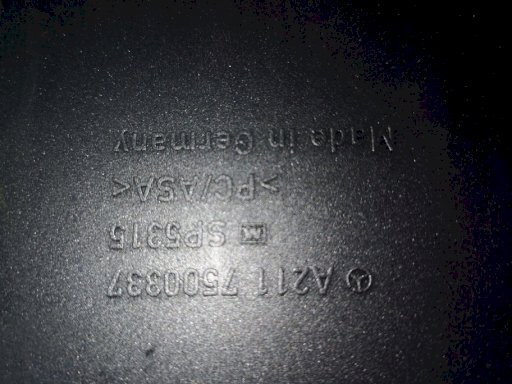 A211 7500337
SP5315
>PC/ASA<
Made in Germany